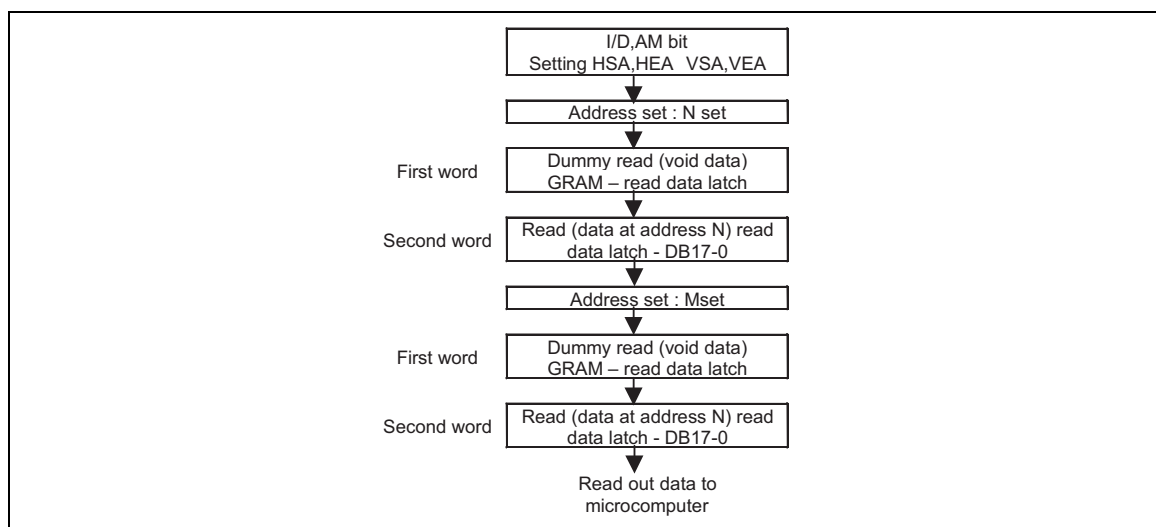 I/D,AM bit
Setting HSA,HEA VSA,VEA
Address set : N set
First word
Dummy read (void data)
GRAM – read data latch
Second word
Read (data at address N) read
data latch - DB17-0
Address set : Mset
First word
Dummy read (void data)
GRAM – read data latch
Second word
Read (data at address N) read
data latch - DB17-0
Read out data to
microcomputer